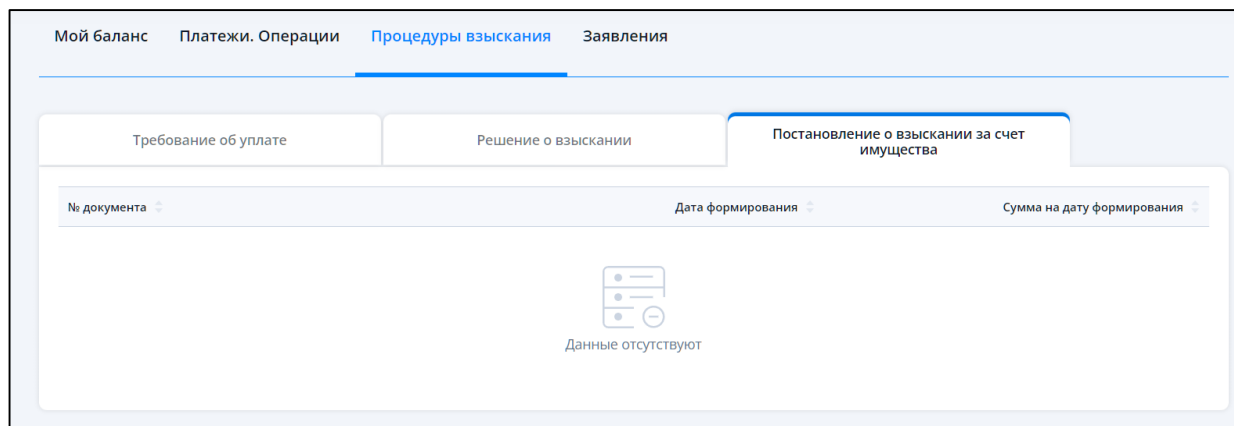 Мой баланс Платежи. Операции Процедуры взыскания Заявления
Требование об уплате Решение о взыскании Постановление о взыскании за счет
имущества
№ документа Дата формирования Сумма на дату формирования
Данные отсутствуют